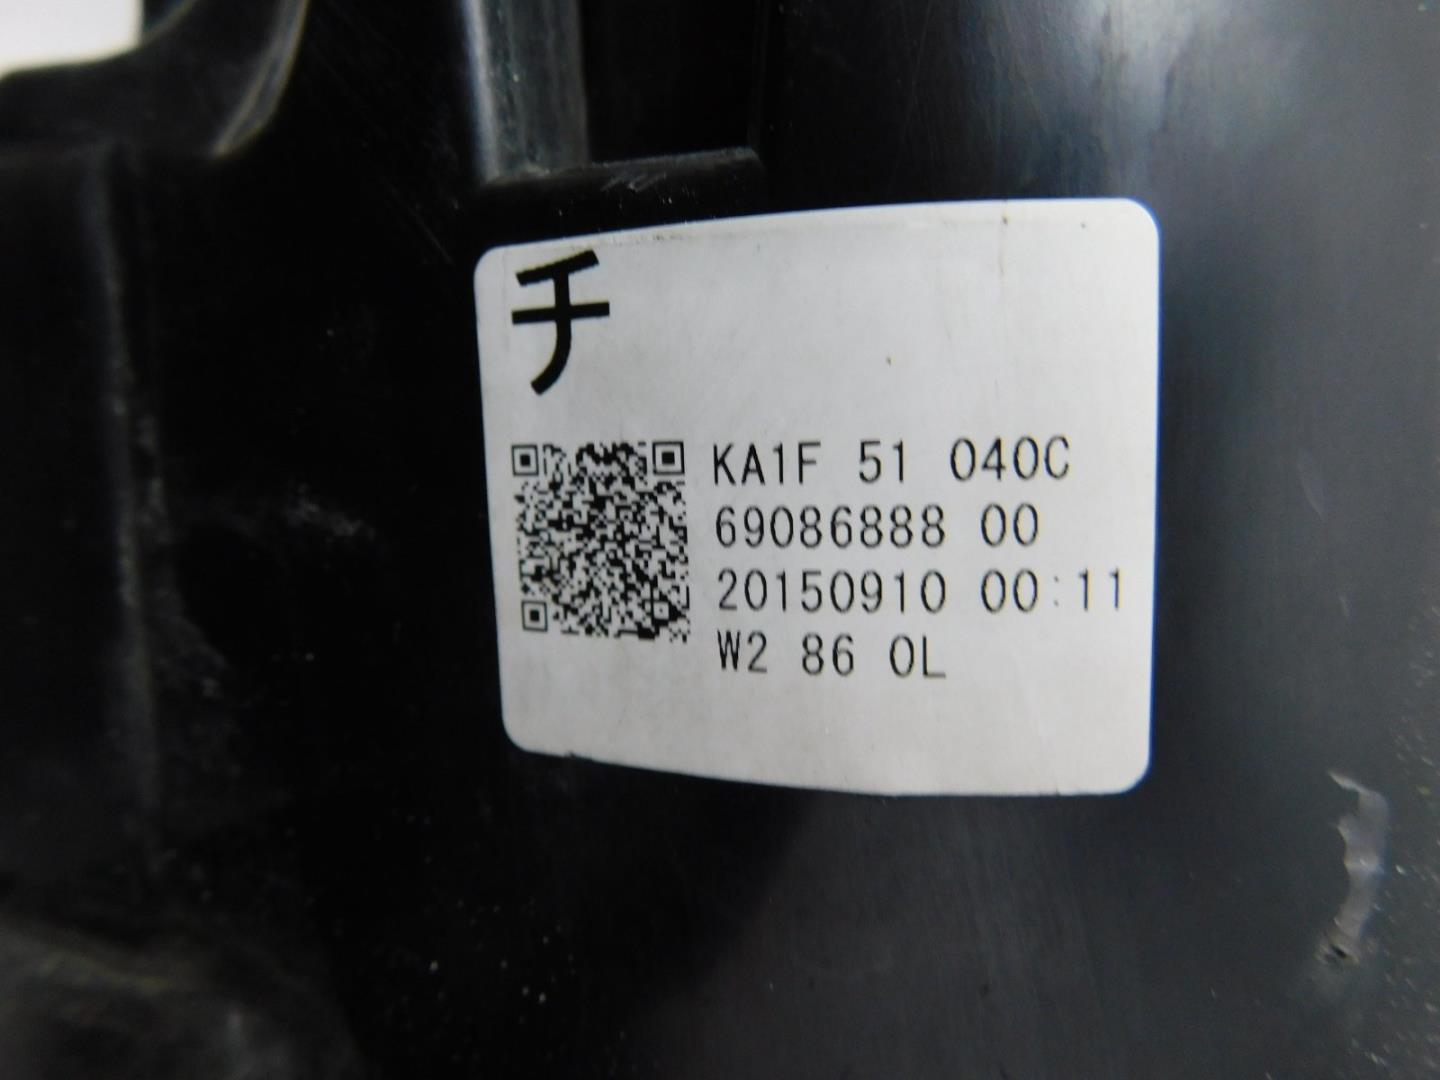 チ
KA1F 51 040C
69086888 00
20150910 00:11
W2 86 0L